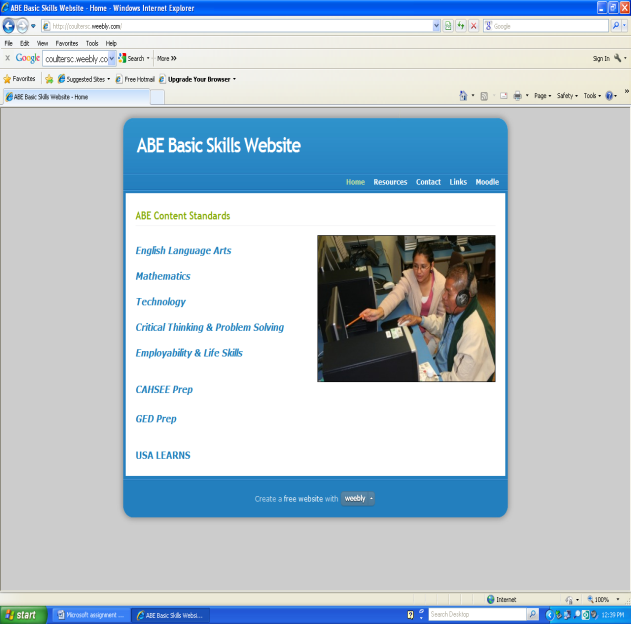 ABE Basic Skills Website - Home - Windows Internet Explorer
http://coultersc.weebly.com/
Google
File Edit View Favorites Tools Help
x Google coultersc.weebly.co Search More >> Sign In
Favorites Suggested Sites Free Hotmail Upgrade Your Browser
ABE Basic Skills Website - Home Page Safety Tools »
ABE Basic Skills Website
Home Resources Contact Links Moodle
ABE Content Standards
English Language Arts
Mathematics
Technology
Critical Thinking & Problem Solving
Employability & Life Skills
CAHSEE Prep
GED Prep
USA LEARNS
Create a free website with weebly
Internet 100%
start Microsoft assignment ... ABE Basic Skills Websi... Search Desktop 12:39 PM